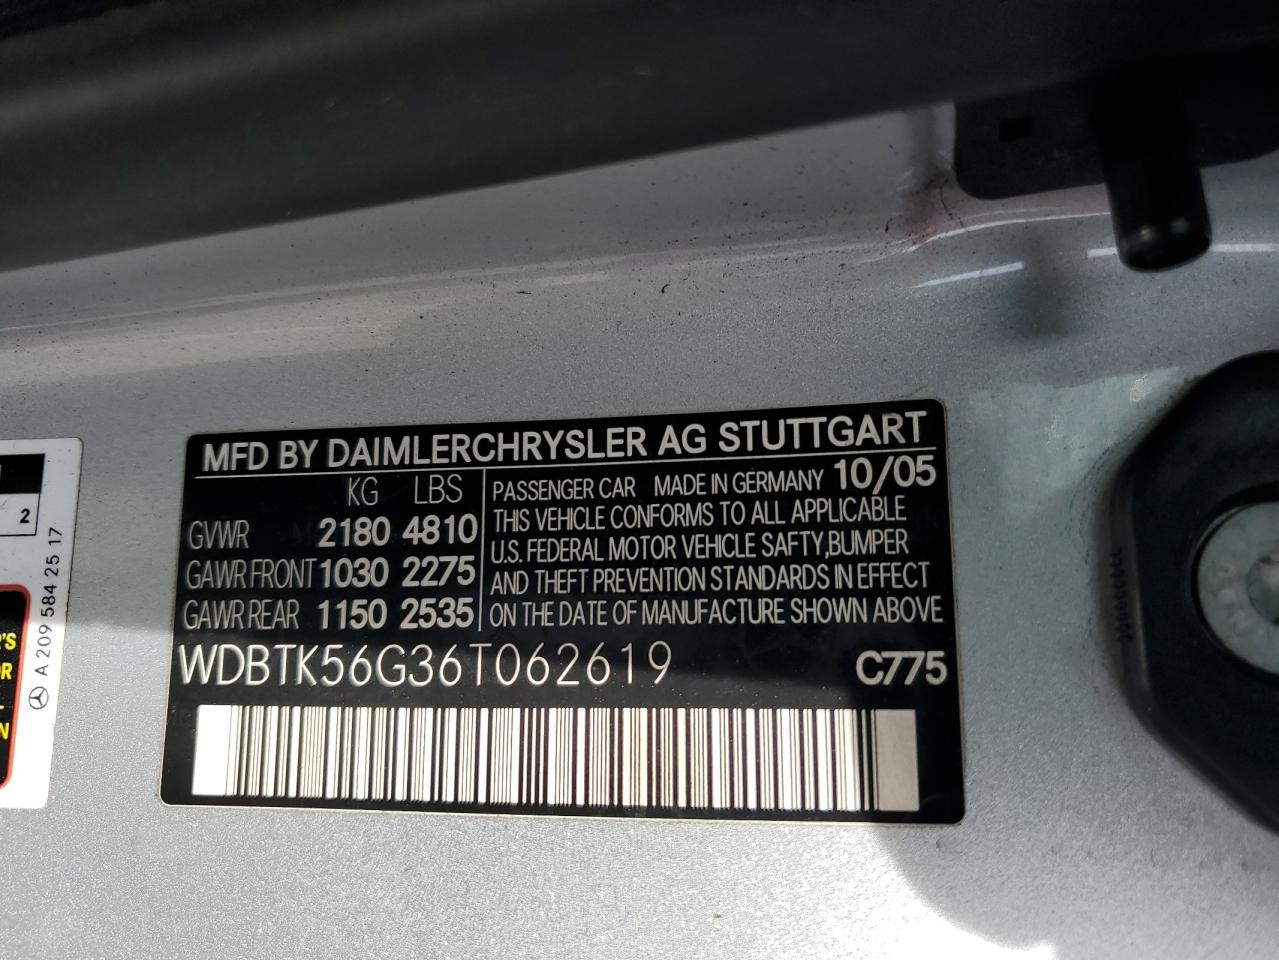 MFD BY DAIMLERCHRYSLER AG STUTTGART
KG LBS
GVWR 2180 4810
GAWR FRONT 1030 2275
GAWR REAR 1150 2535
PASSENGER CAR MADE IN GERMANY 10/05
THIS VEHICLE CONFORMS TO ALL APPLICABLE
U.S. FEDERAL MOTOR VEHICLE SAFTY,BUMPER
AND THEFT PREVENTION STANDARDS IN EFFECT
ON THE DATE OF MANUFACTURE SHOWN ABOVE
WDBTK56G36T062619 C775
2
A 209 584 25 17